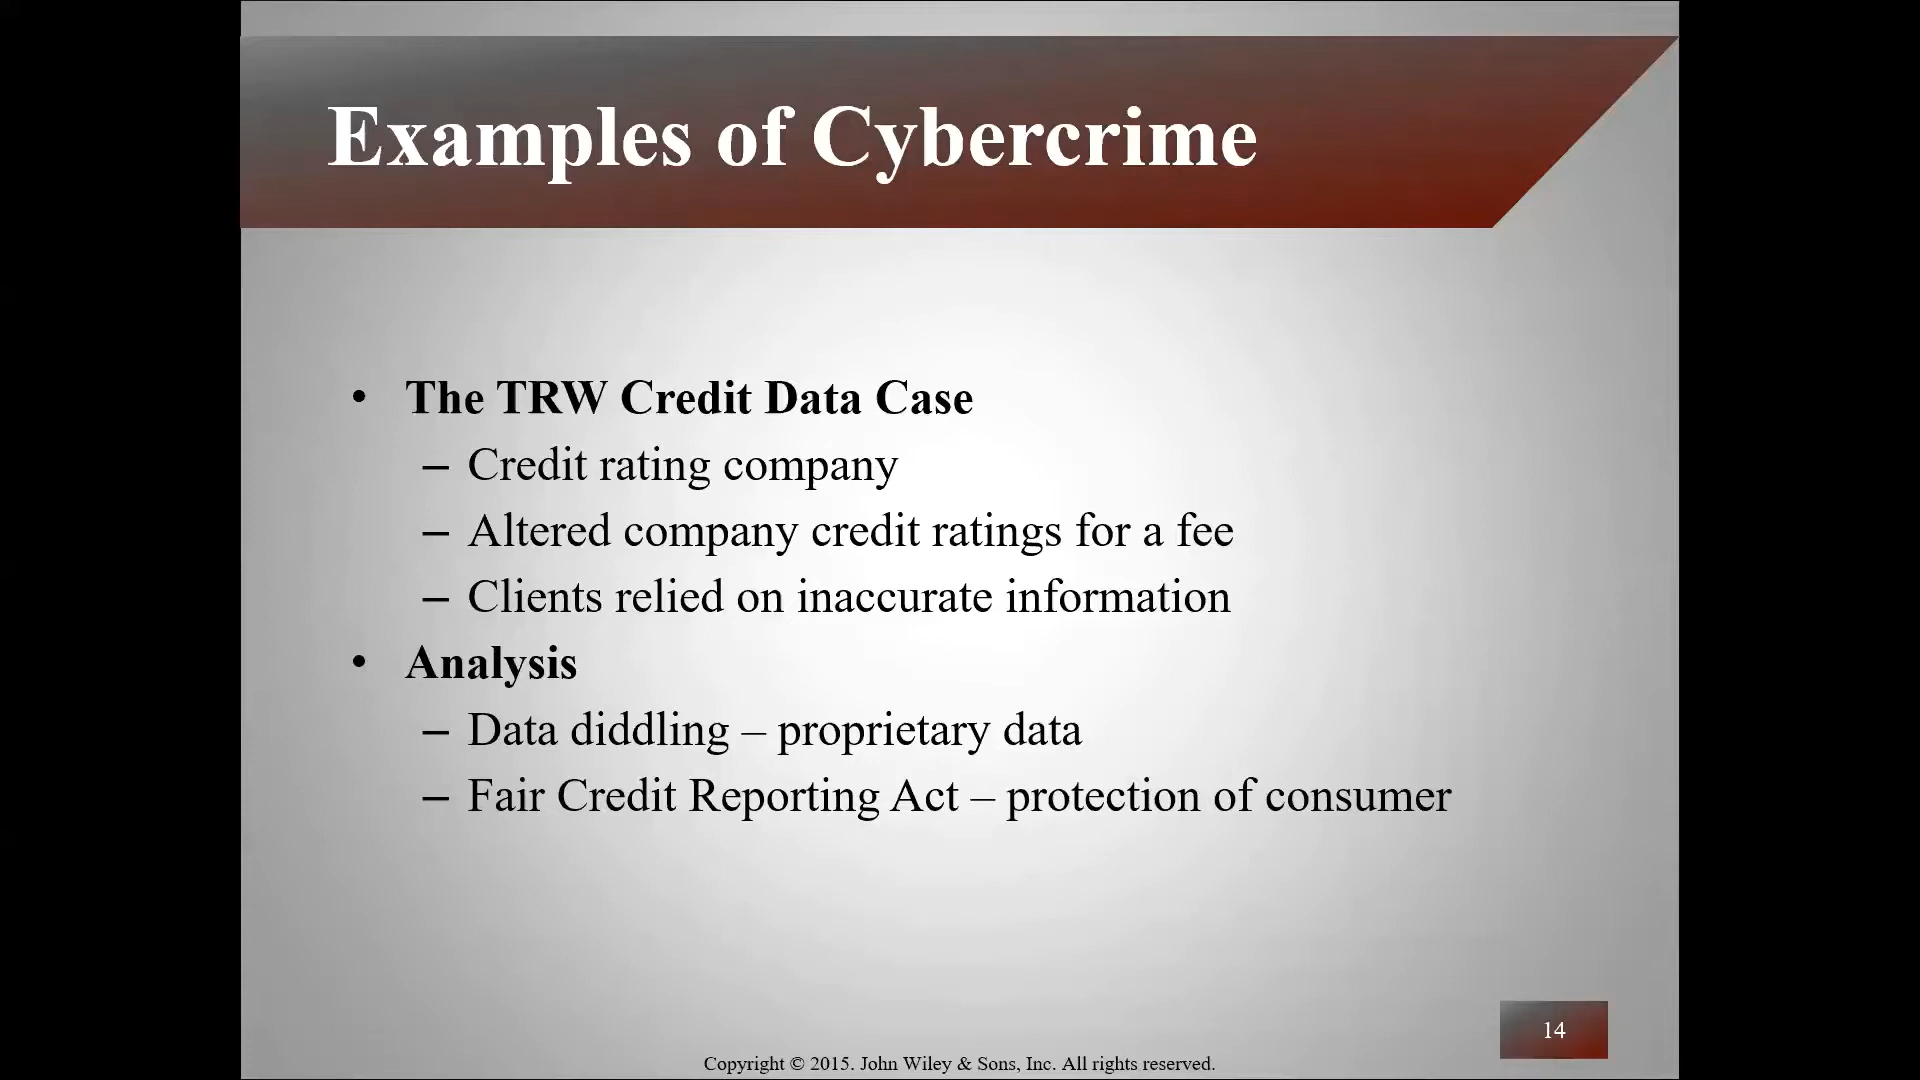 Examples of Cybercrime
• The TRW Credit Data Case
– Credit rating company
– Altered company credit ratings for a fee
– Clients relied on inaccurate information
• Analysis
– Data diddling – proprietary data
– Fair Credit Reporting Act – protection of consumer
14
Copyright © 2015. John Wiley & Sons, Inc. All rights reserved.